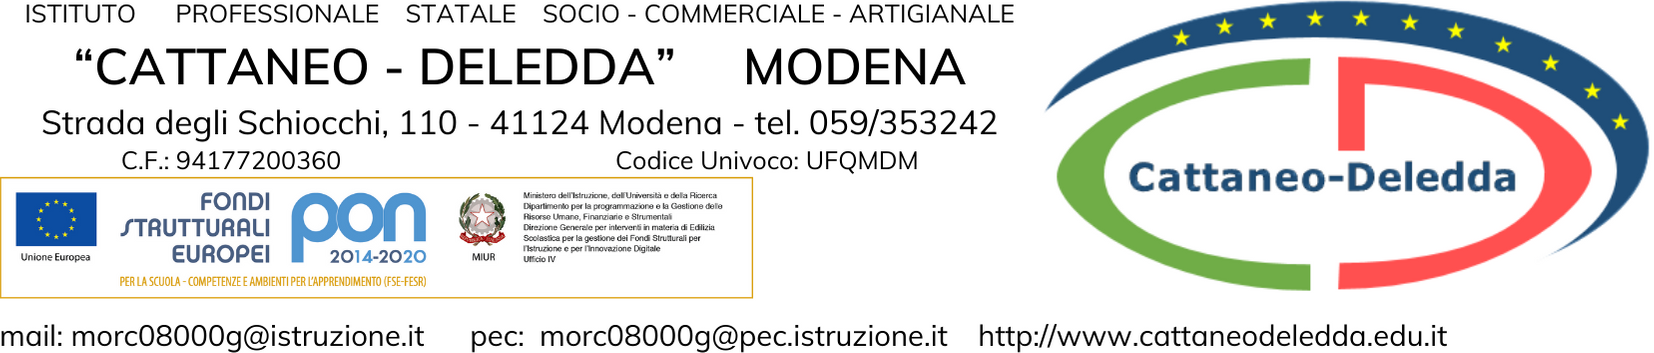 ISTITUTO PROFESSIONALE STATALE SOCIO - COMMERCIALE - ARTIGIANALE
“CATTANEO - DELEDDA” MODENA
Strada degli Schiocchi, 110 - 41124 Modena - tel. 059/353242
C.F.: 94177200360 Codice Univoco: UFQMDM
Cattaneo-Deledda
Unione Europea
FONDI
STRUTTURALI
EUROPEI
pon
2014-2020
PER LA SCUOLA - COMPETENZE E AMBIENTI PER L'APPRENDIMENTO (FSE-FESR)
MIUR
Ministero dell'Istruzione, dell'Università e della Ricerca
Dipartimento per la programmazione e la Gestione delle
Risorse Umane, Finanziarie e Strumentali
Direzione Generale per interventi in materia di Edilizia
Scolastica per la gestione dei Fondi Strutturali per
l'Istruzione e per l'Innovazione Digitale
Ufficio IV
mail: morc08000g@istruzione.it pec: morc08000g@pec.istruzione.it http://www.cattaneodeledda.edu.it